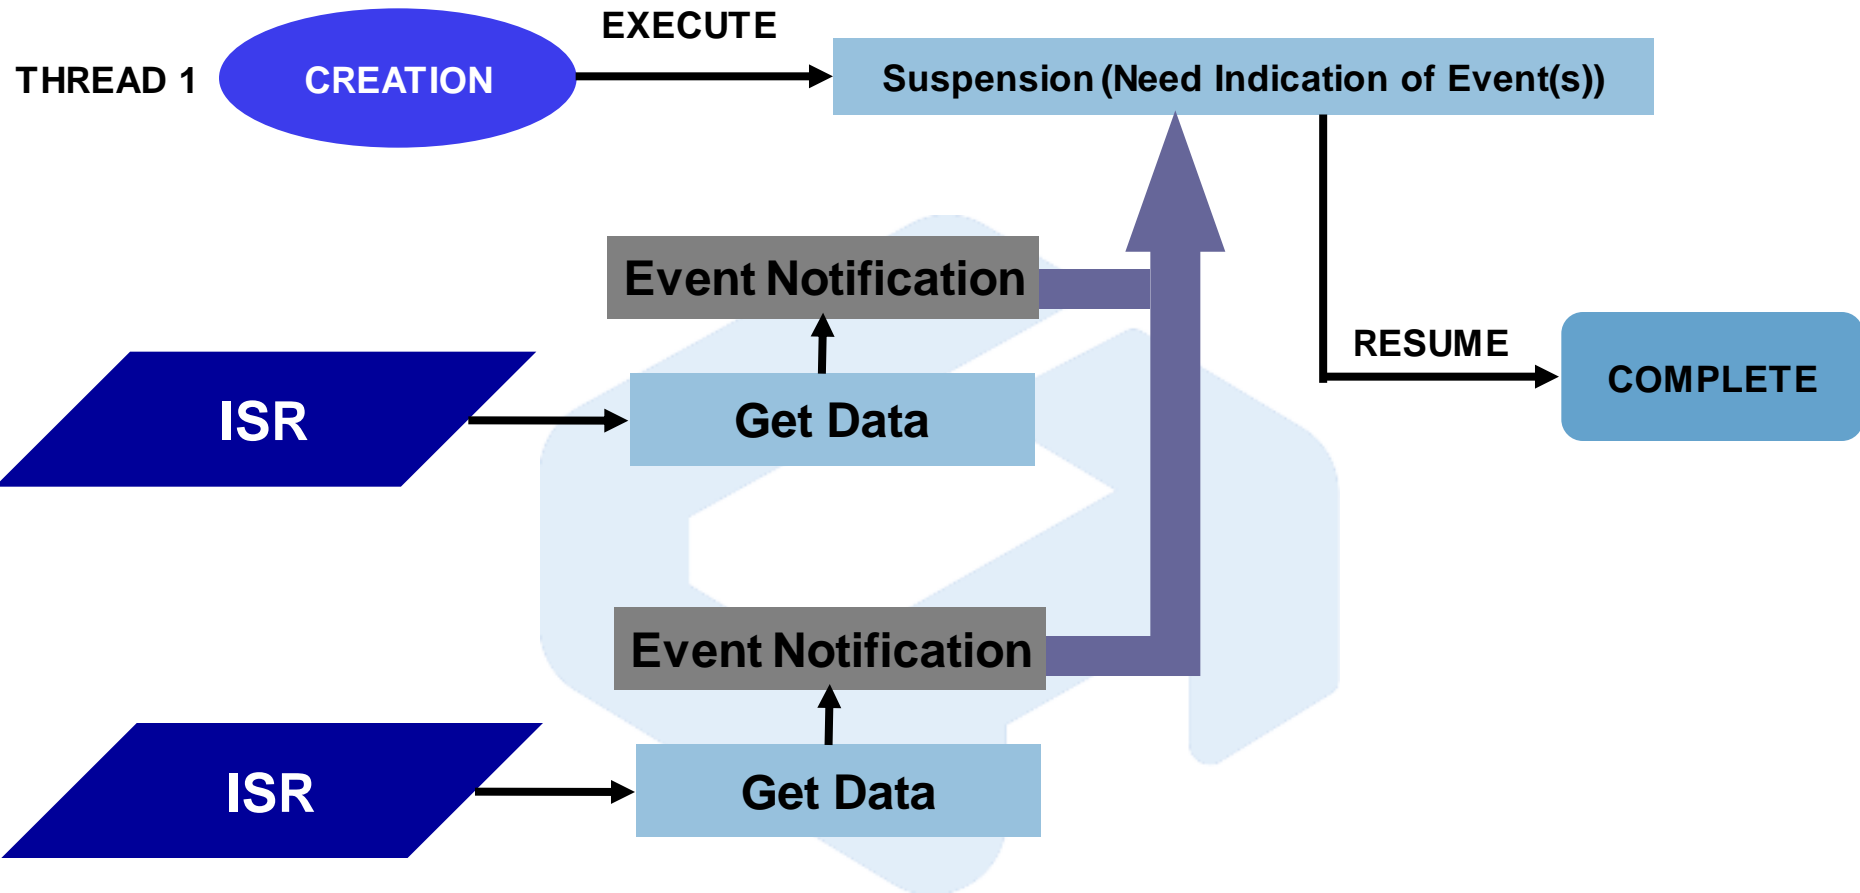 EXECUTE
THREAD 1
CREATION
Suspension (Need Indication of Event(s))
Event Notification
RESUME
COMPLETE
ISR
Get Data
Event Notification
ISR
Get Data